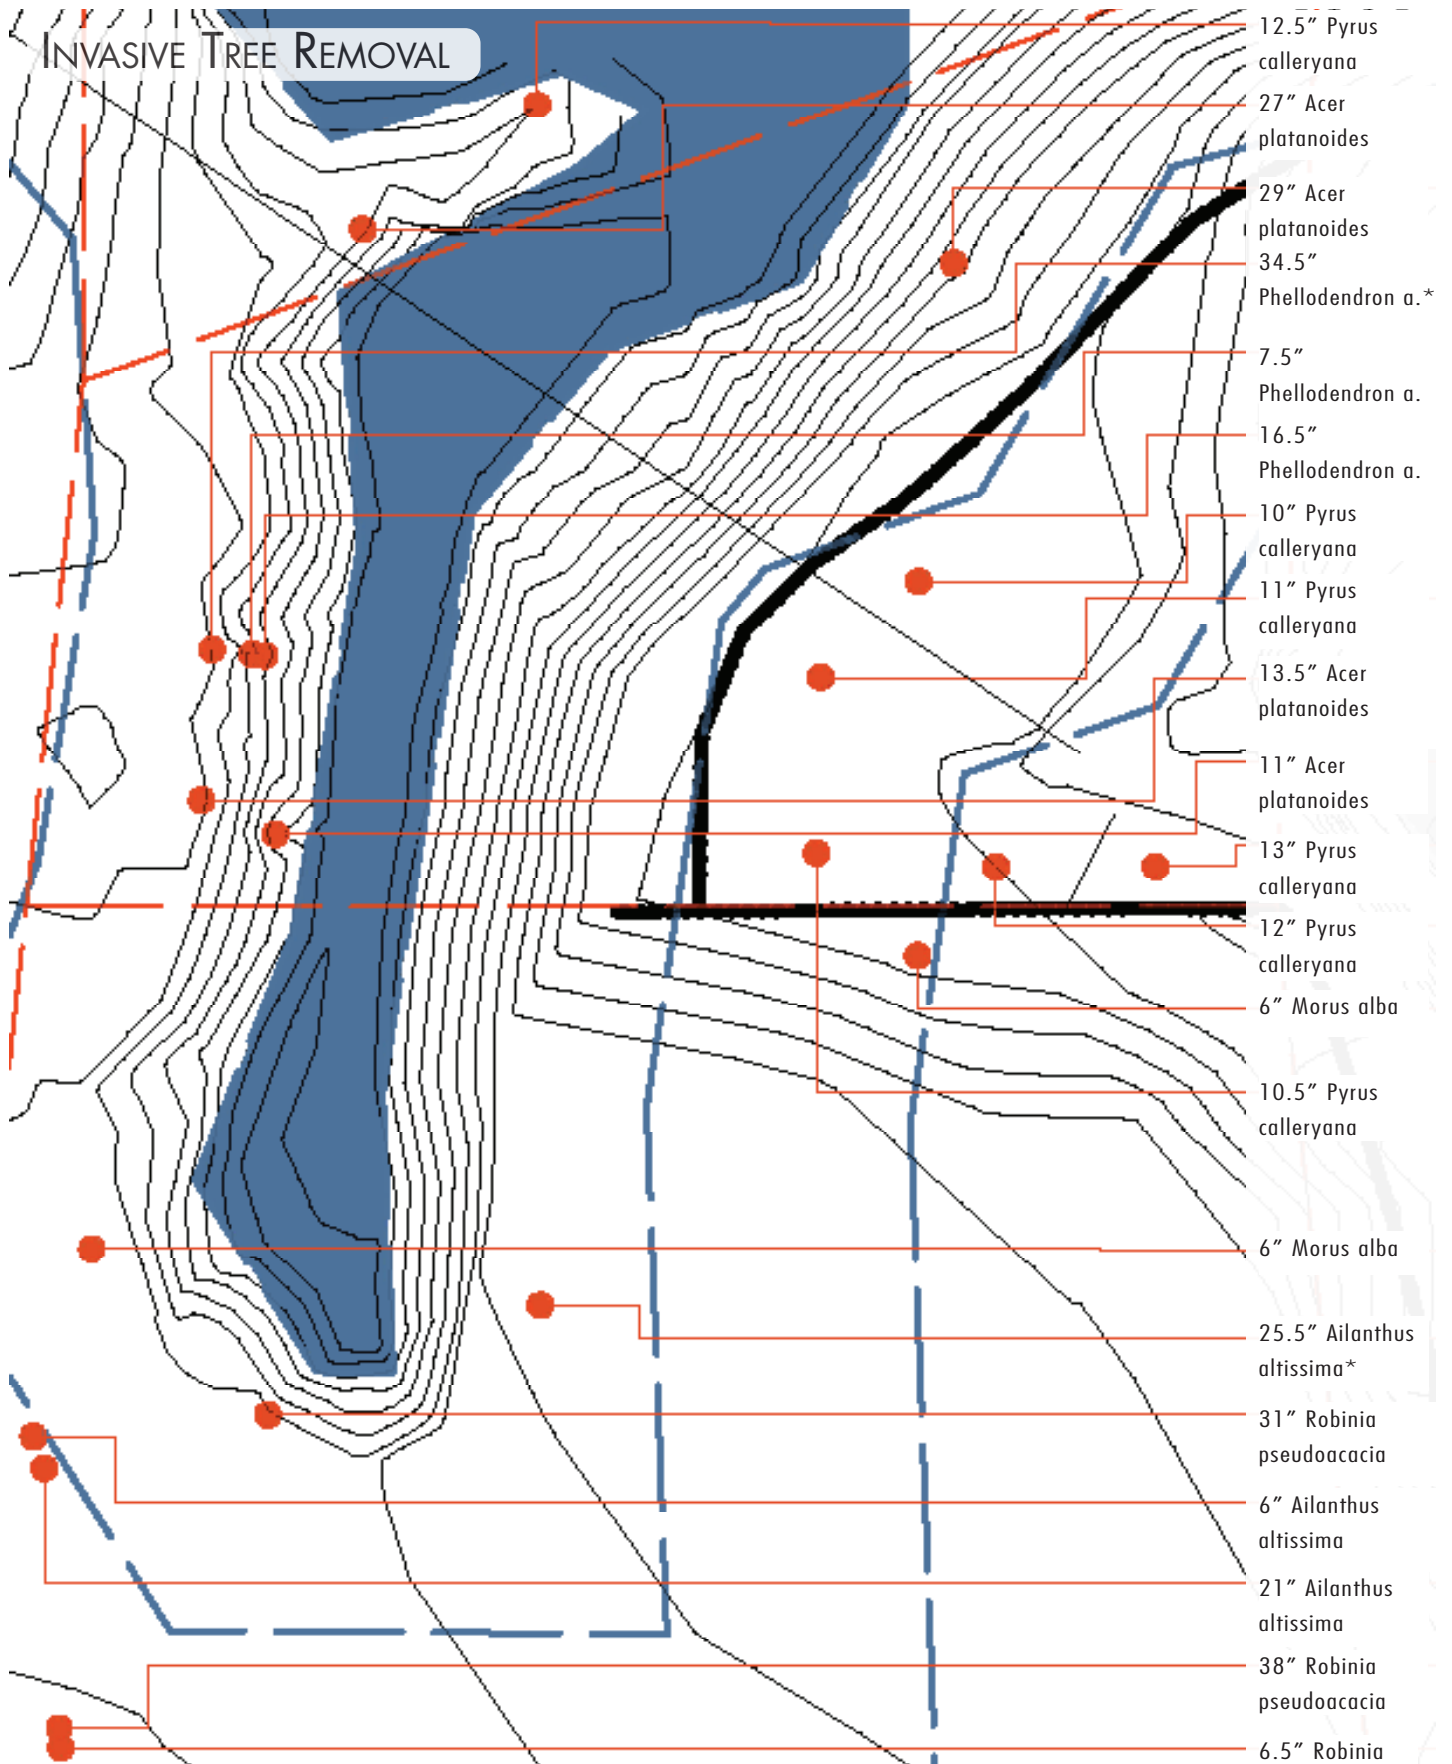 INVASIVE TREE REMOVAL
12.5” Pyrus
calleryana
27” Acer
platanoides
29” Acer
platanoides
34.5”
Phellodendron a.*
7.5”
Phellodendron a.
16.5”
Phellodendron a.
10” Pyrus
calleryana
11” Pyrus
calleryana
13.5” Acer
platanoides
11” Acer
platanoides
13” Pyrus
calleryana
12” Pyrus
calleryana
6” Morus alba
10.5” Pyrus
calleryana
6” Morus alba
25.5” Ailanthus
altissima*
31” Robinia
pseudoacacia
6” Ailanthus
altissima
21” Ailanthus
altissima
38” Robinia
pseudoacacia
6.5” Robinia